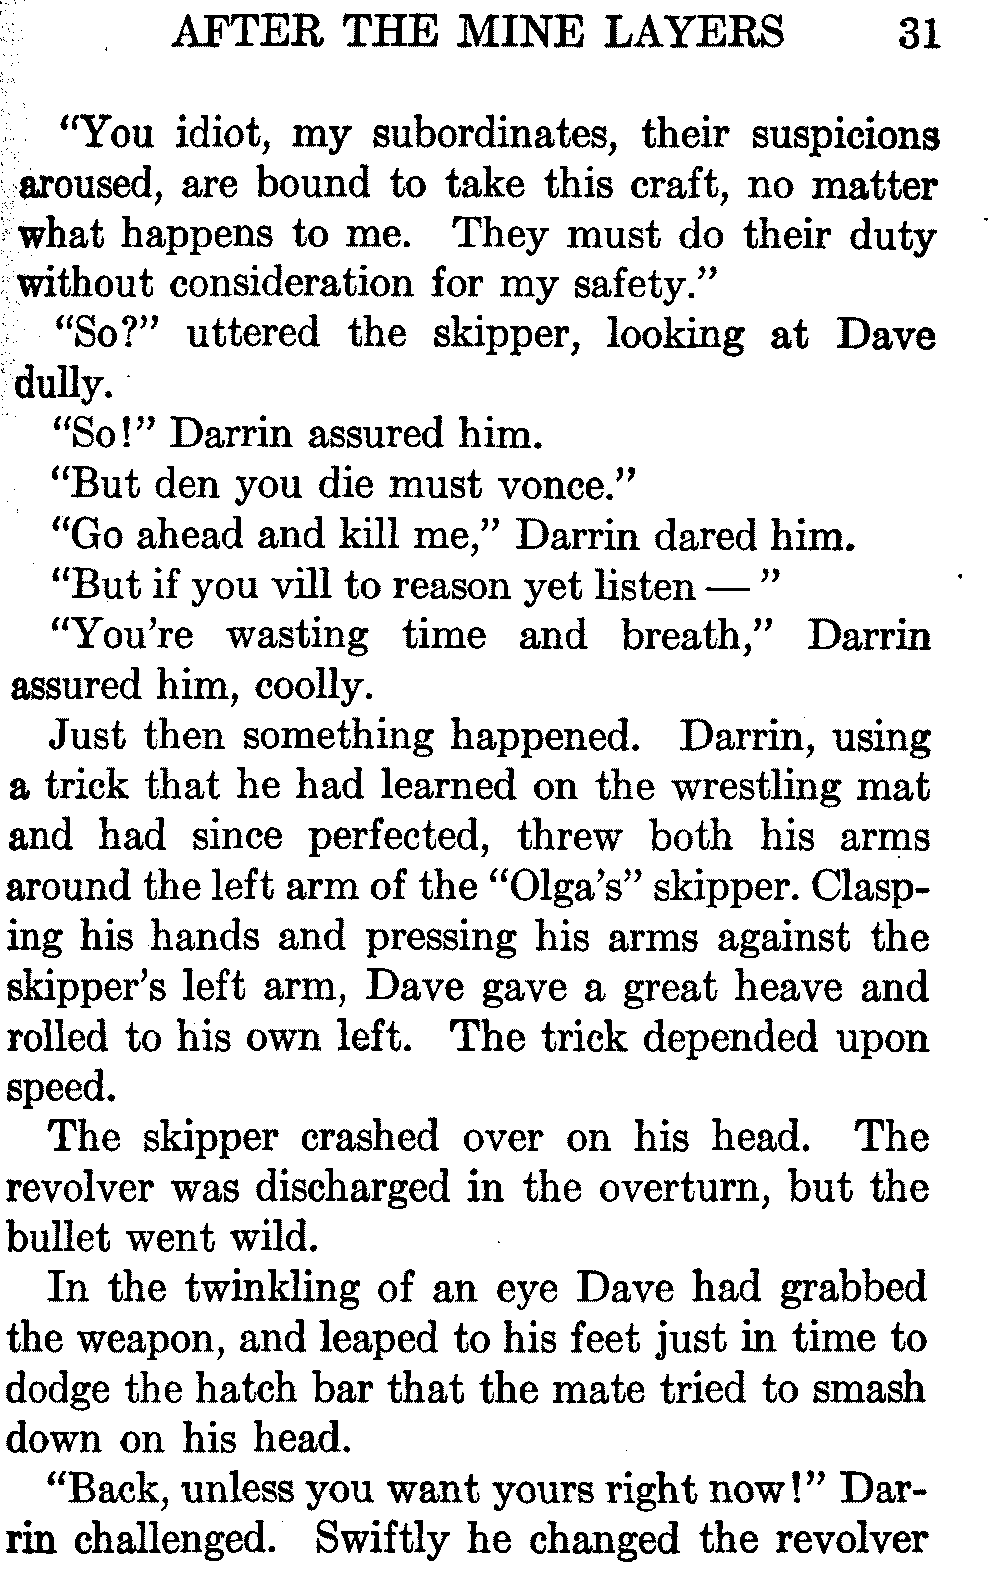 AFTER THE MINE LAYERS 31
“You idiot, my subordinates, their suspicions
aroused, are bound to take this craft, no matter
what happens to me. They must do their duty
without consideration for my safety.”
“So?” uttered the skipper, looking at Dave
dully.
“So!” Darrin assured him.
“But den you die must vonce.”
“Go ahead and kill me,” Darrin dared him.
“But if you vill to reason yet listen — ”
“You're wasting time and breath,” Darrin
assured him, coolly.
Just then something happened. Darrin, using
a trick that he had learned on the wrestling mat
and had since perfected, threw both his arms
around the left arm of the “Olga's” skipper. Clasp-
ing his hands and pressing his arms against the
skipper's left arm, Dave gave a great heave and
rolled to his own left. The trick depended upon
speed.
The skipper crashed over on his head. The
revolver was discharged in the overturn, but the
bullet went wild.
In the twinkling of an eye Dave had grabbed
the weapon, and leaped to his feet just in time to
dodge the hatch bar that the mate tried to smash
down on his head.
“Back, unless you want yours right now!” Dar-
rin challenged. Swiftly he changed the revolver